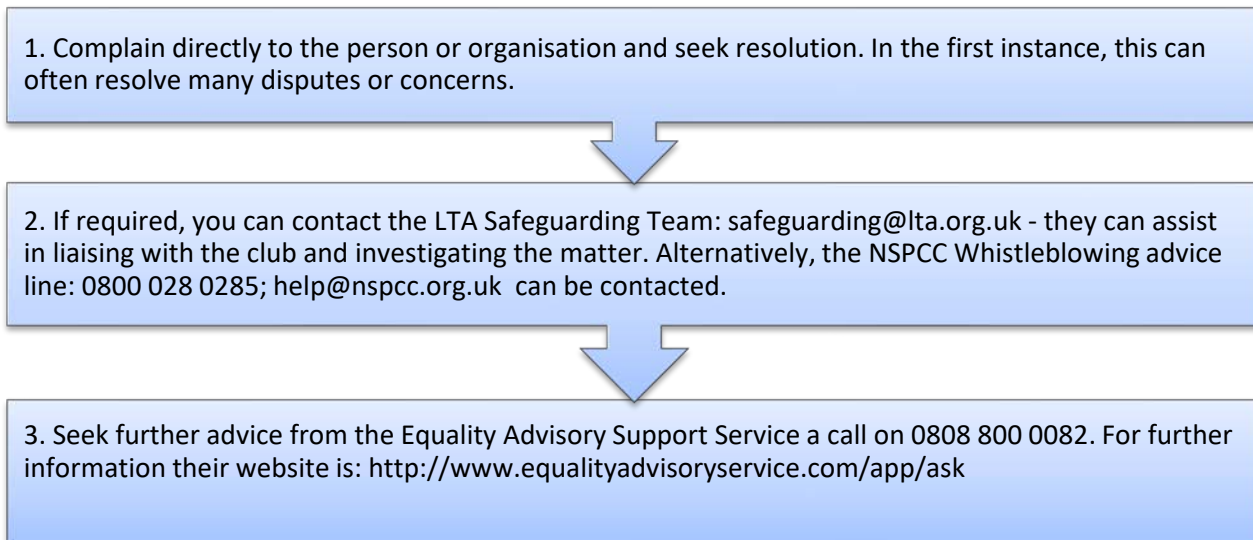 1. Complain directly to the person or organisation and seek resolution. In the first instance, this can
often resolve many disputes or concerns.
2. If required, you can contact the LTA Safeguarding Team: safeguarding@lta.org.uk - they can assist
in liaising with the club and investigating the matter. Alternatively, the NSPCC Whistleblowing advice
line: 0800 028 0285; help@nspcc.org.uk  can be contacted.
3. Seek further advice from the Equality Advisory Support Service a call on 0808 800 0082. For further
information their website is: http://www.equalityadvisoryservice.com/app/ask